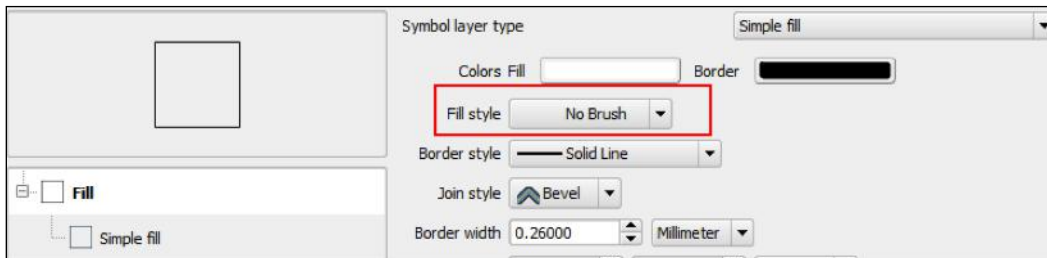 Symbol layer type Simple fill
Colors Fill Border
Fill style No Brush
Border style Solid Line
Fill Join style Bevel
Simple fill Border width 0.26000 Millimeter